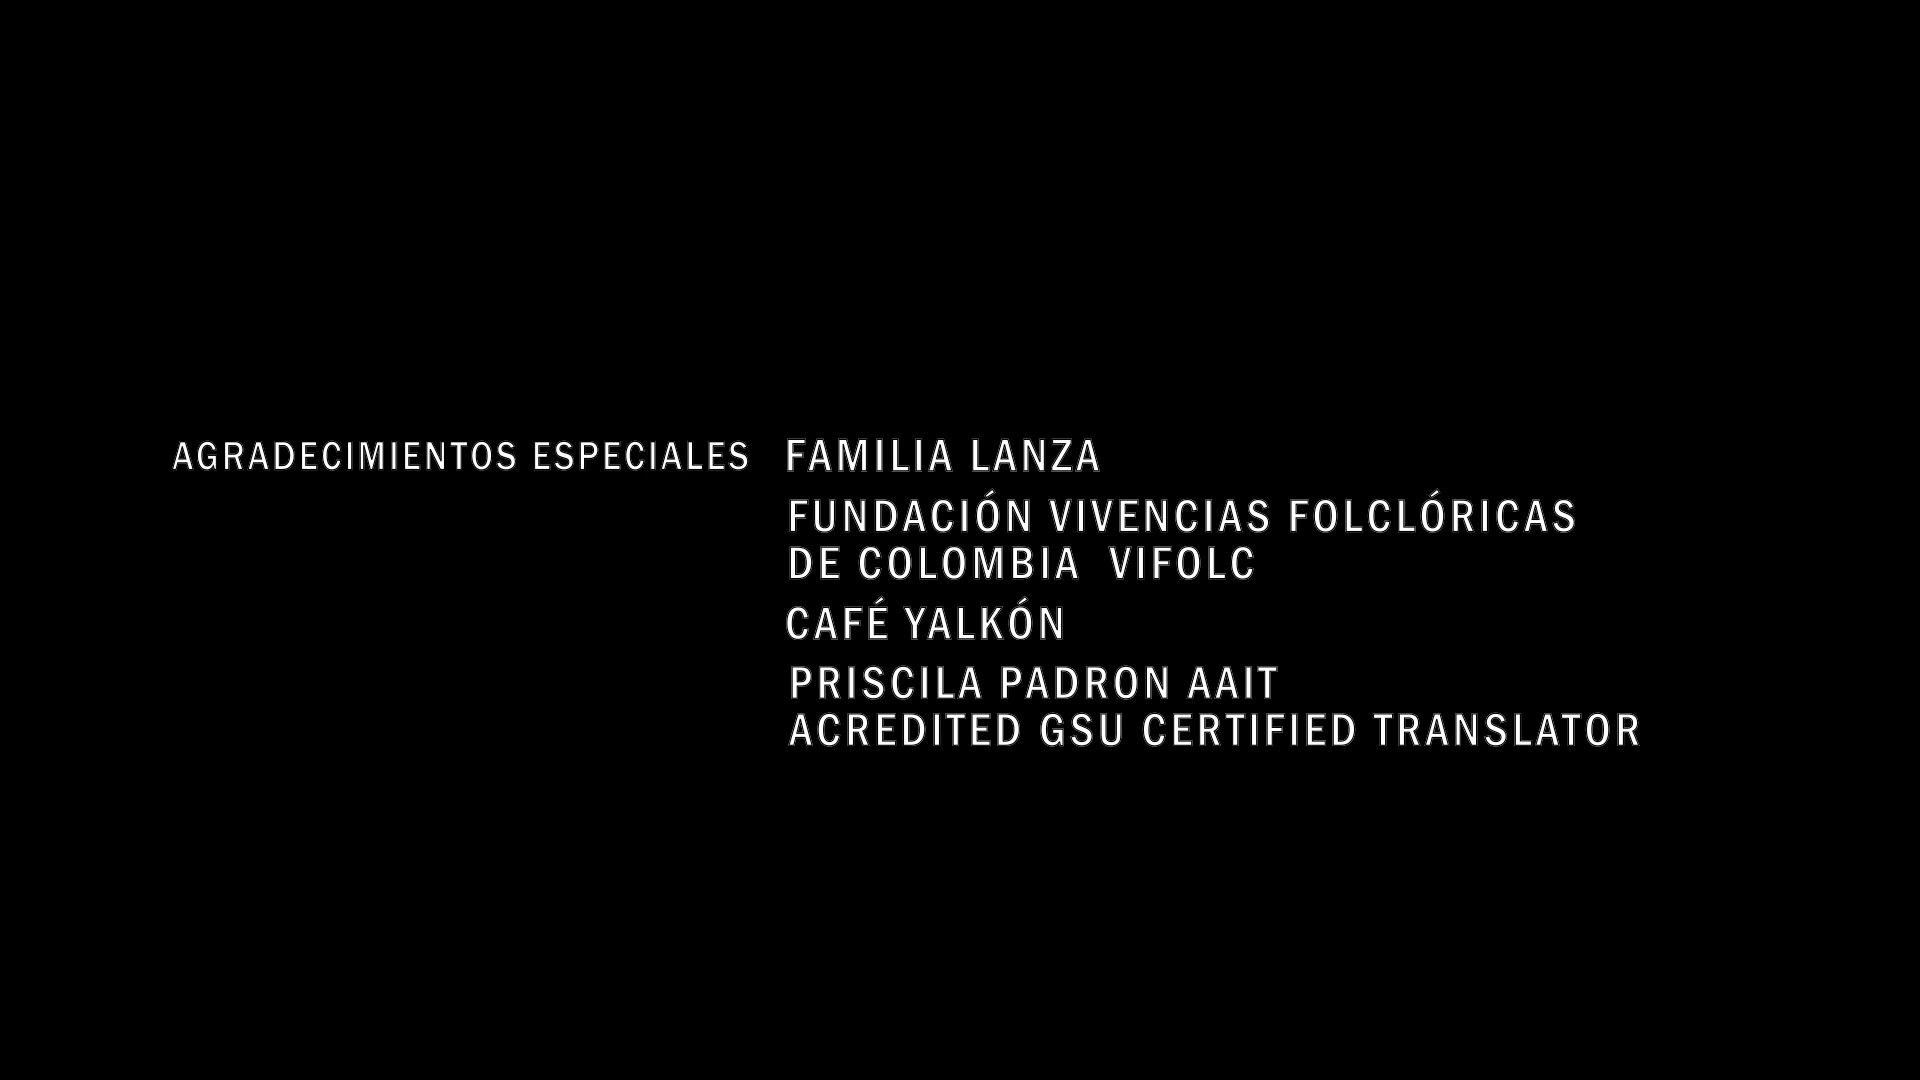 AGRADECIMIENTOS ESPECIALES FAMILIA LANZA
FUNDACIÓN VIVENCIAS FOLCLÓRICAS
DE COLOMBIA  VIFOLC
CAFÉ YALKÓN
PRISCILA PADRON AAIT
ACREDITED GSU CERTIFIED TRANSLATOR